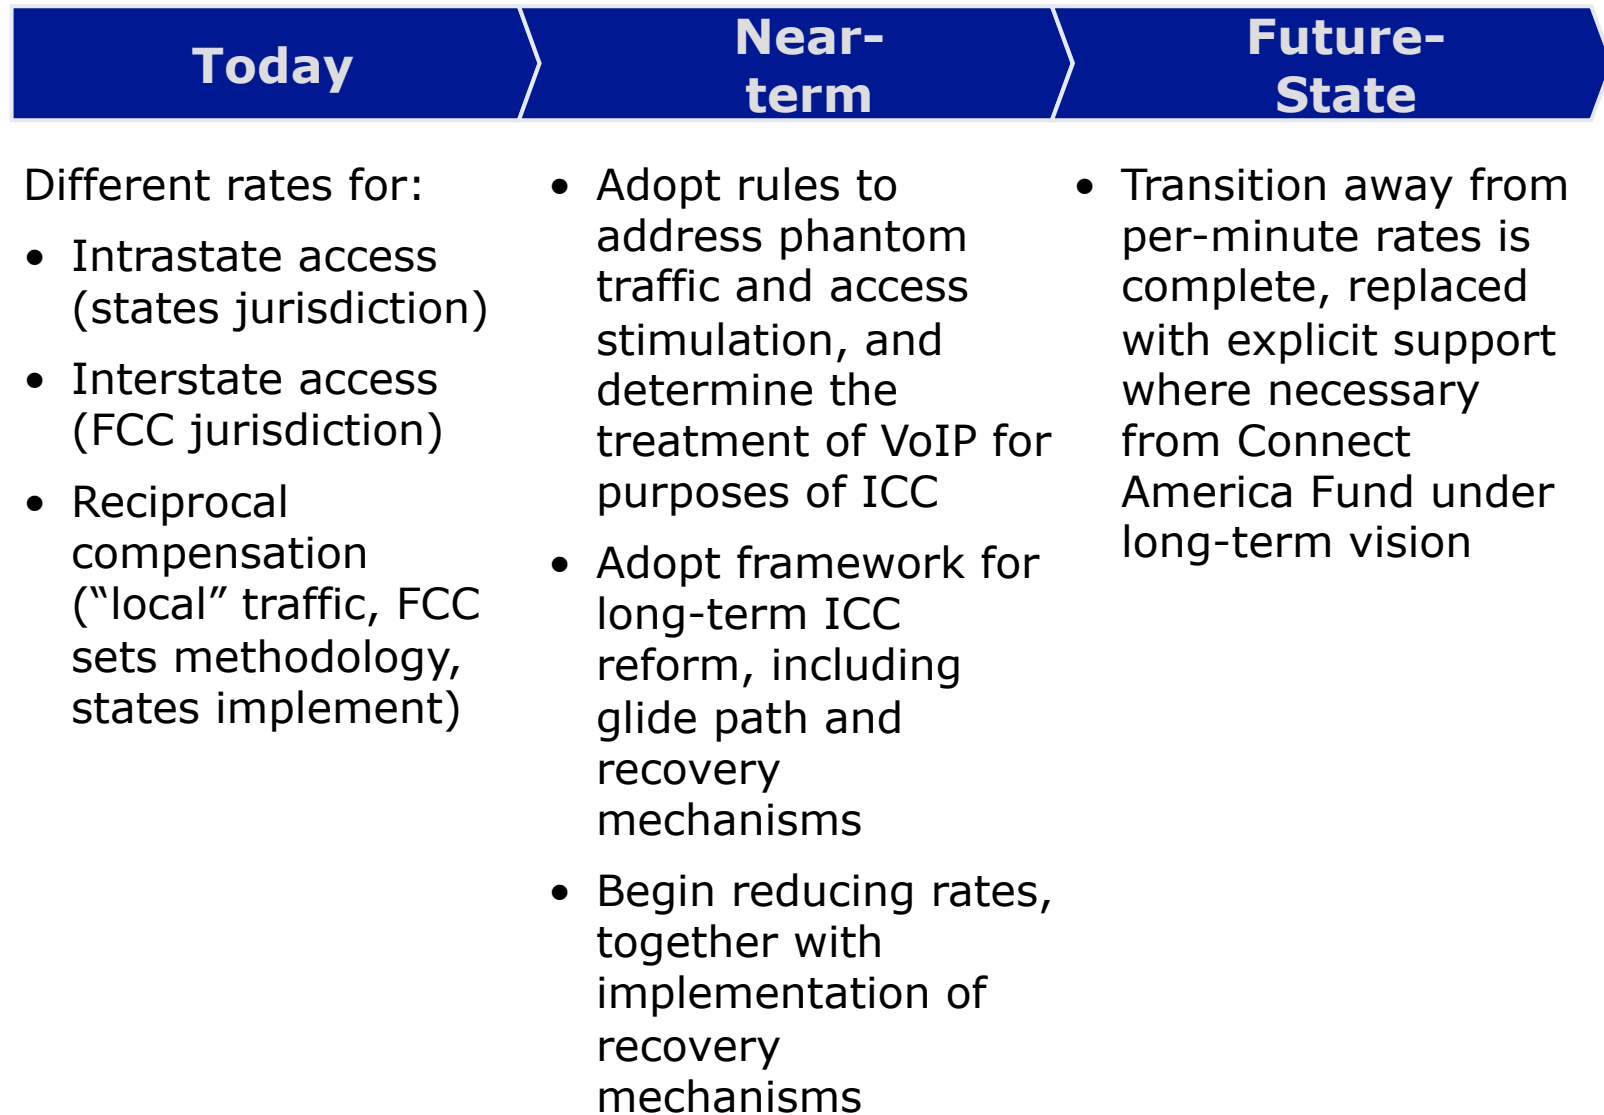 Today
Near-
term
Future-
State
Different rates for:
• Intrastate access
(states jurisdiction)
• Interstate access
(FCC jurisdiction)
• Reciprocal
compensation
(“local” traffic, FCC
sets methodology,
states implement)
• Adopt rules to
address phantom
traffic and access
stimulation, and
determine the
treatment of VoIP for
purposes of ICC
• Adopt framework for
long-term ICC
reform, including
glide path and
recovery
mechanisms
• Begin reducing rates,
together with
implementation of
recovery
mechanisms
• Transition away from
per-minute rates is
complete, replaced
with explicit support
where necessary
from Connect
America Fund under
long-term vision